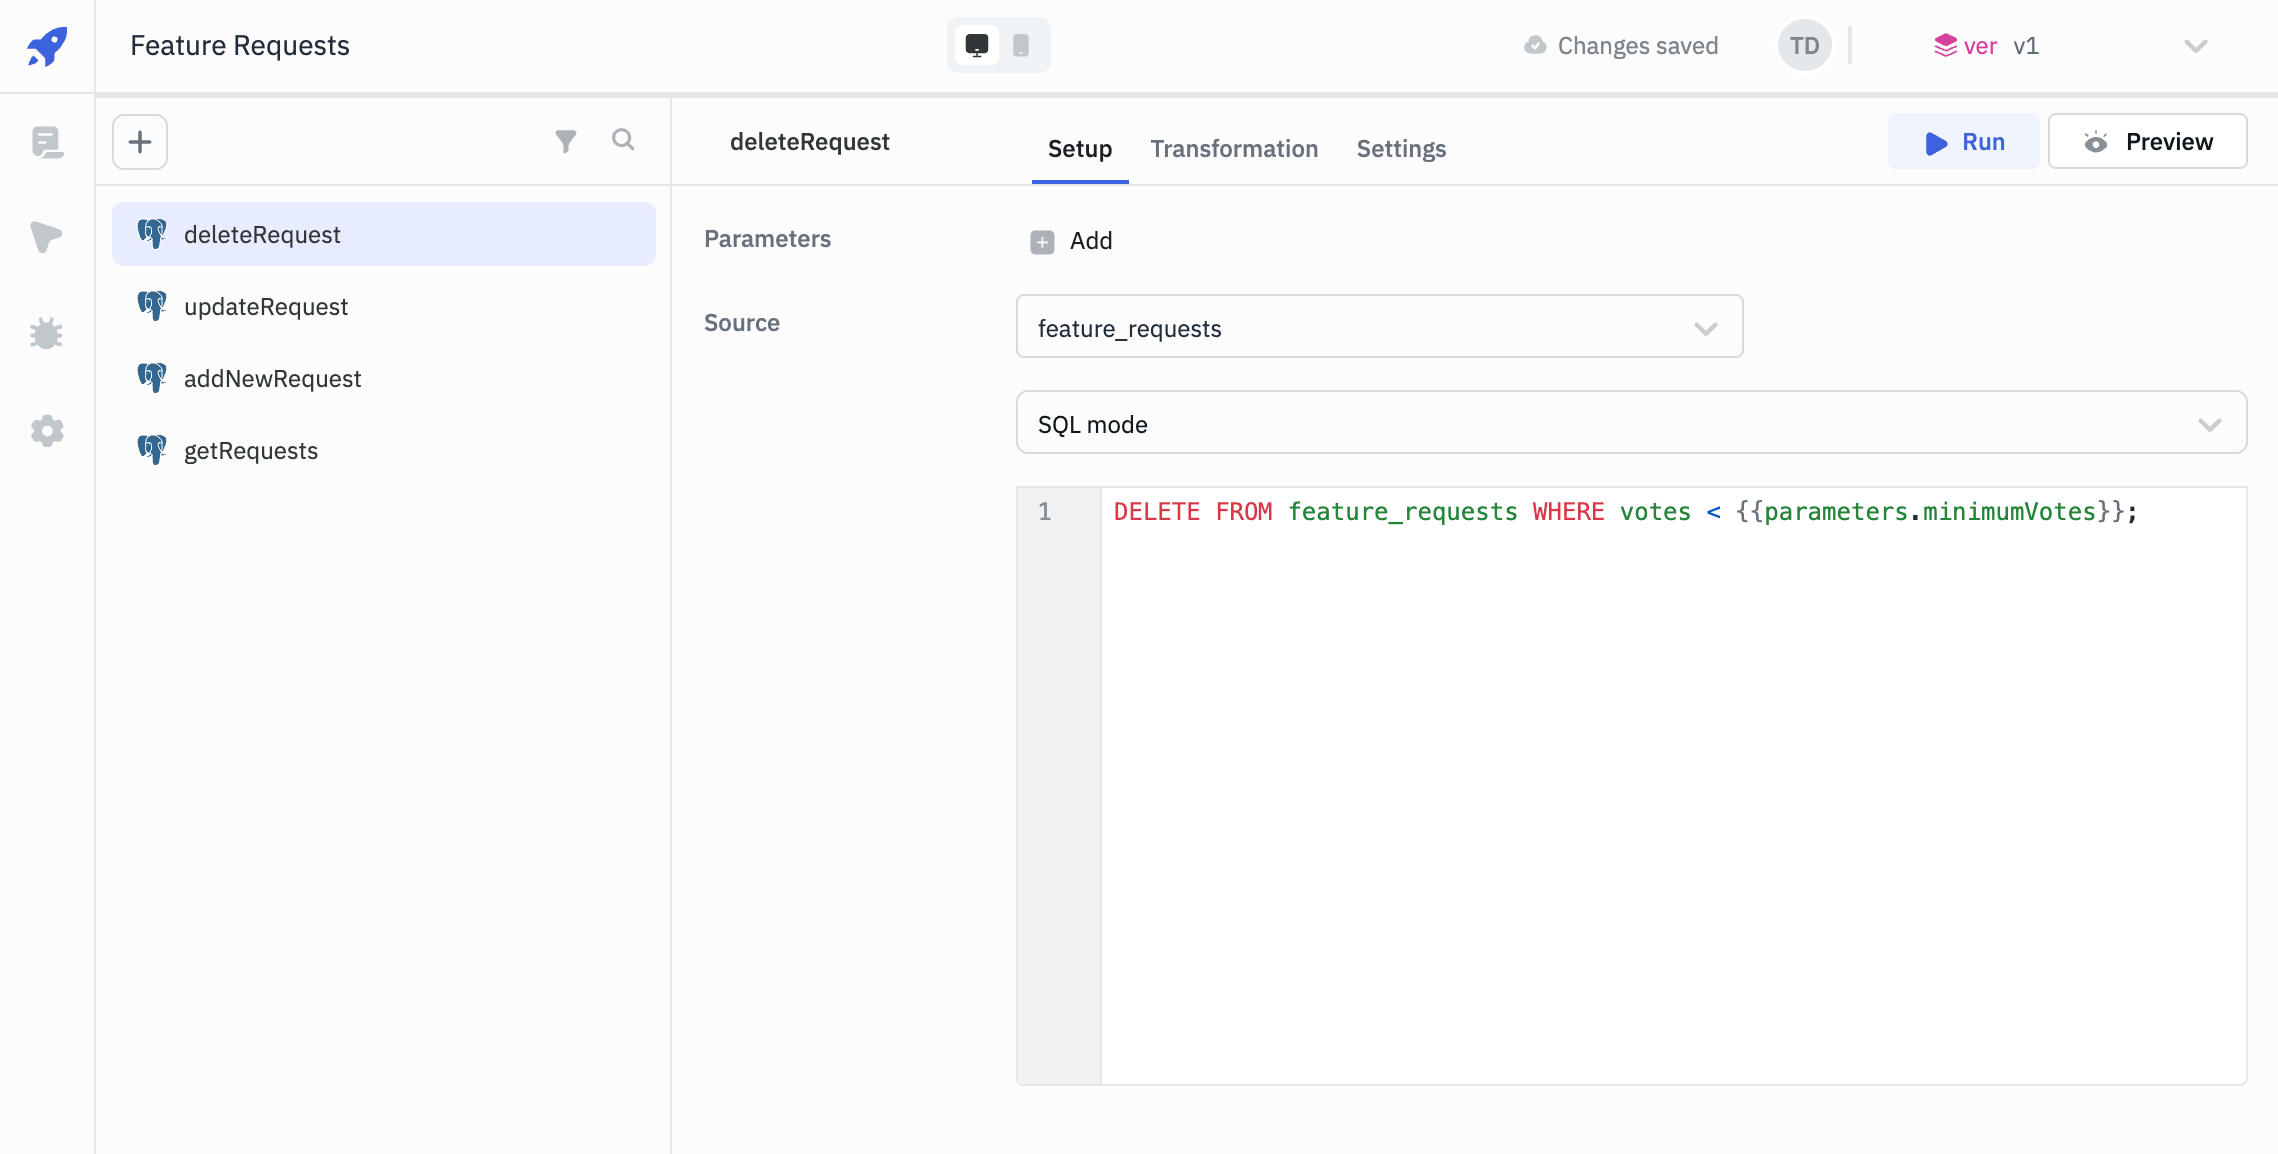 Feature Requests
Changes saved
TD
ver v1
deleteRequest
Setup
Transformation
Settings
Run
Preview
deleteRequest
updateRequest
addNewRequest
getRequests
Parameters
Add
Source
feature_requests
SQL mode
1
DELETE FROM feature_requests WHERE votes < {{parameters.minimumVotes}};